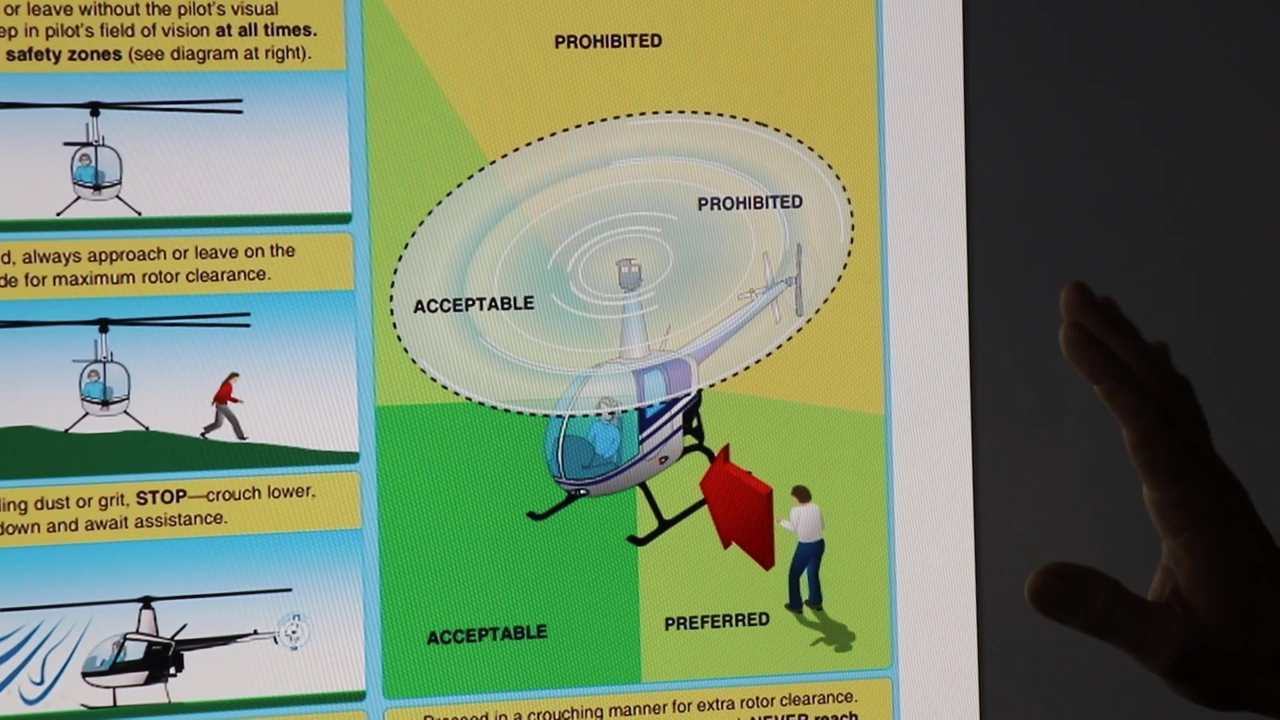 or leave without the pilot's visual
ep in pilot's field of vision at all times.
safety zones (see diagram at right).
d, always approach or leave on the
de for maximum rotor clearance.
ling dust or grit, STOP—crouch lower,
down and await assistance.
PROHIBITED
PROHIBITED
ACCEPTABLE
ACCEPTABLE
PREFERRED
Proceed in a crouching manner for extra rotor clearance.
NEVER reach